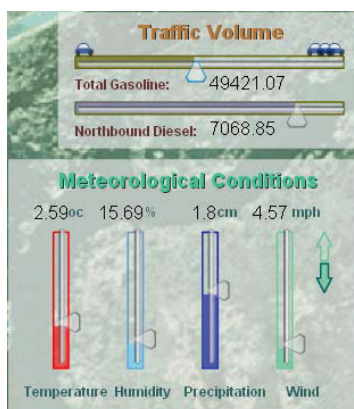 Traffic Volume
Total Gasoline: 49421.07
Northbound Diesel: 7068.85
Meteorological Conditions
2.59oc 15.69% 1.8cm 4.57 mph
Temperature Humidity Precipitation Wind